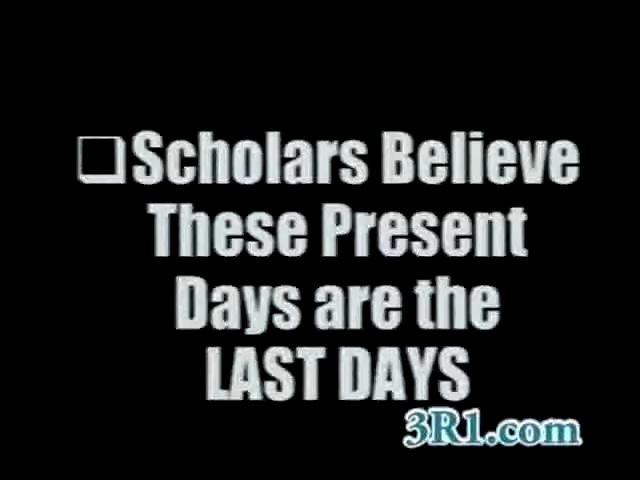 ❑Scholars Believe
These Present
Days are the
LAST DAYS
3R1.com